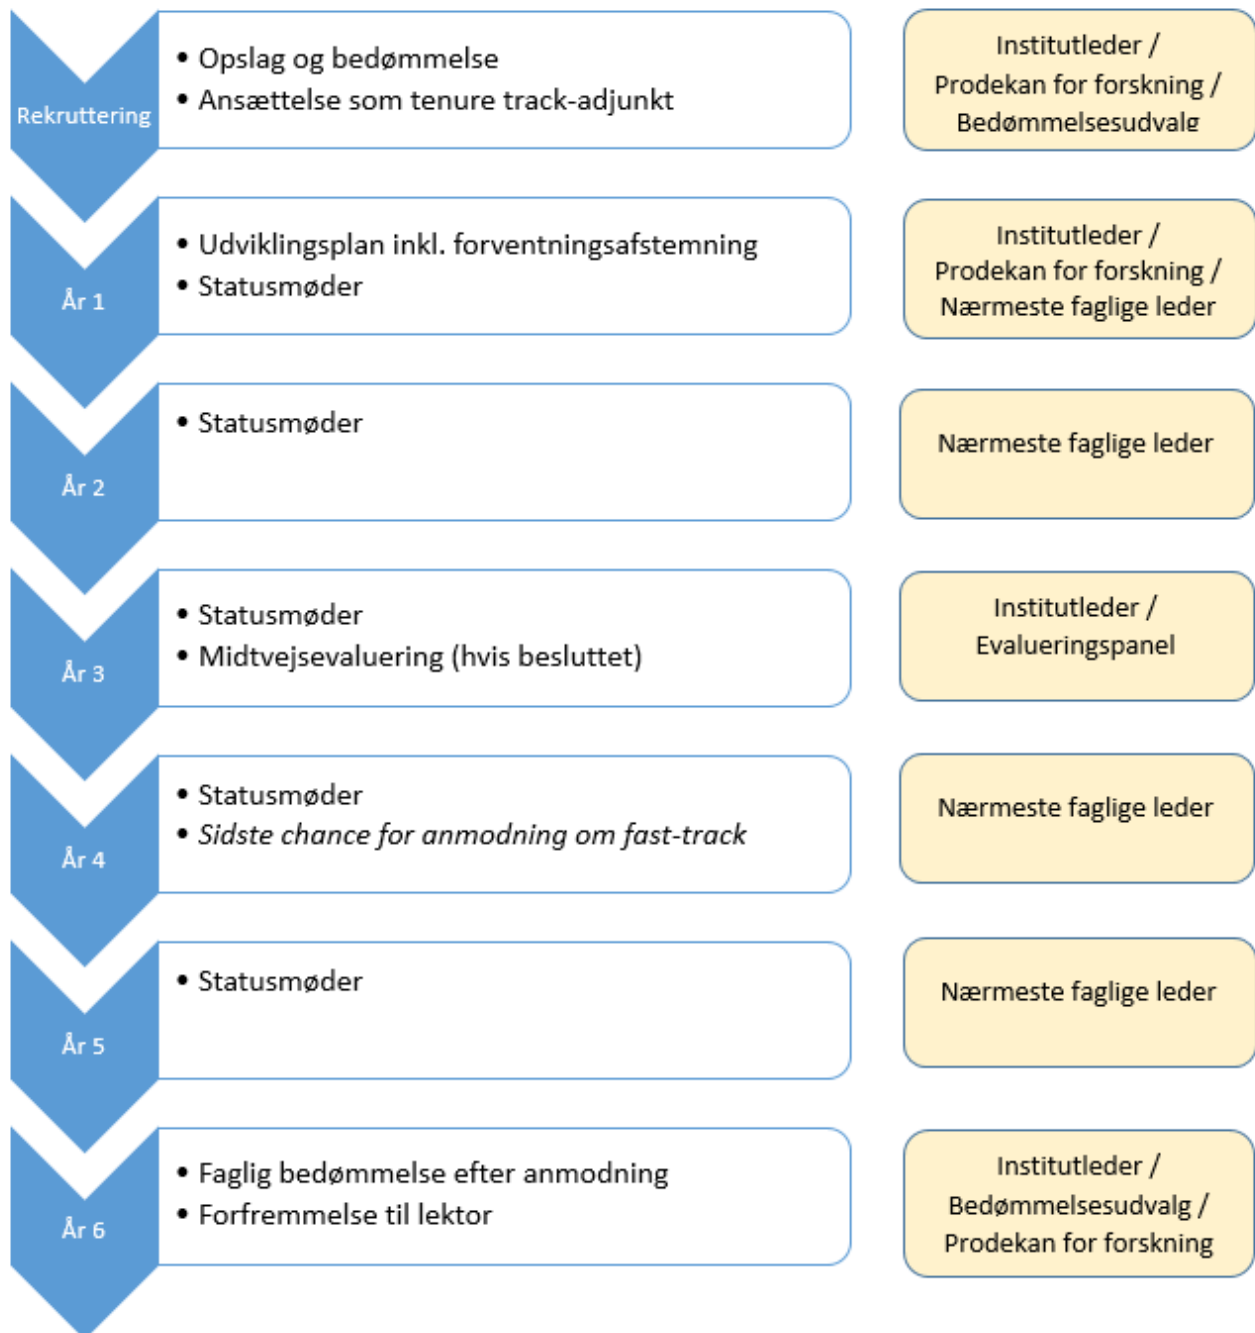 Rekruttering
• Opslag og bedømmelse
• Ansættelse som tenure track-adjunkt
Institutleder /
Prodekan for forskning /
Bedømmelsesudvalg
År 1
• Udviklingsplan inkl. forventningsafstemning
• Statusmøder
Institutleder /
Prodekan for forskning /
Nærmeste faglige leder
År 2
• Statusmøder
Nærmeste faglige leder
År 3
• Statusmøder
• Midtvejsevaluering (hvis besluttet)
Institutleder /
Evalueringspanel
År 4
• Statusmøder
• Sidste chance for anmodning om fast-track
Nærmeste faglige leder
År 5
• Statusmøder
Nærmeste faglige leder
År 6
• Faglig bedømmelse efter anmodning
• Forfremmelse til lektor
Institutleder /
Bedømmelsesudvalg /
Prodekan for forskning